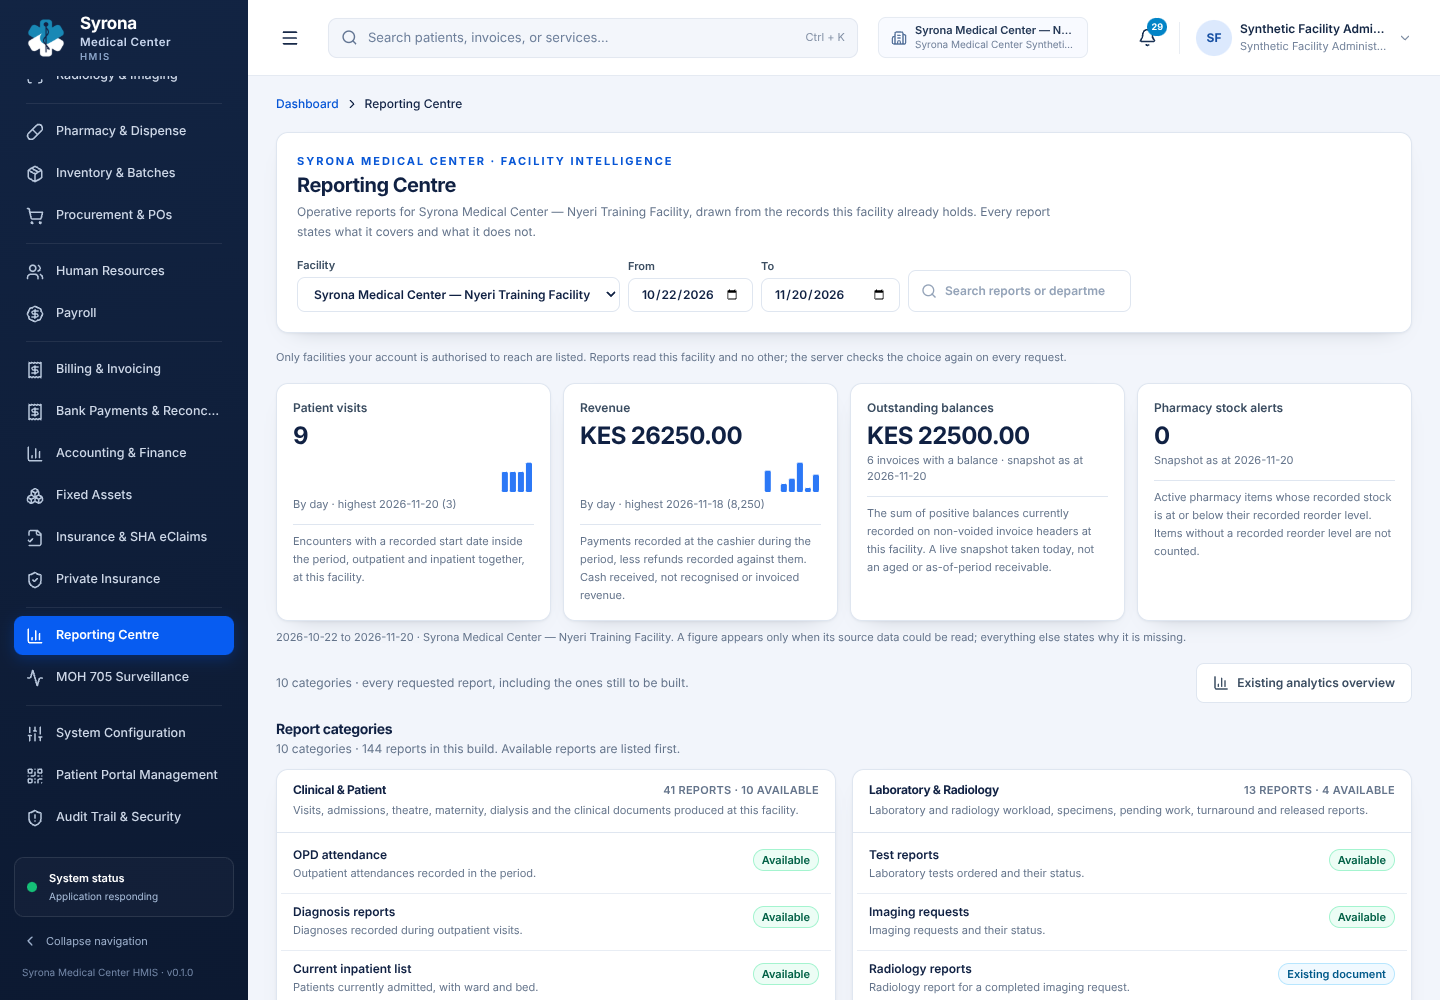 Syrona
Medical Center
HMIS
Radiology & Imaging
Pharmacy & Dispense
Inventory & Batches
Procurement & POs
Human Resources
Payroll
Billing & Invoicing
Bank Payments & Reconc...
Accounting & Finance
Fixed Assets
Insurance & SHA eClaims
Private Insurance
Reporting Centre
MOH 705 Surveillance
System Configuration
Patient Portal Management
Audit Trail & Security
System status
Application responding
Collapse navigation
Syrona Medical Center HMIS · v0.1.0
Search patients, invoices, or services...
Ctrl + K
Syrona Medical Center — N...
Syrona Medical Center Syntheti...
29
SF
Synthetic Facility Admi...
Synthetic Facility Administ...
Dashboard > Reporting Centre
SYRONA MEDICAL CENTER · FACILITY INTELLIGENCE
Reporting Centre
Operative reports for Syrona Medical Center — Nyeri Training Facility, drawn from the records this facility already holds. Every report
states what it covers and what it does not.
Facility
From
To
Syrona Medical Center — Nyeri Training Facility
10/22/2026
11/20/2026
Search reports or departme
Only facilities your account is authorised to reach are listed. Reports read this facility and no other; the server checks the choice again on every request.
Patient visits
9
By day · highest 2026-11-20 (3)
Encounters with a recorded start date inside
the period, outpatient and inpatient together,
at this facility.
Revenue
KES 26250.00
By day · highest 2026-11-18 (8,250)
Payments recorded at the cashier during the
period, less refunds recorded against them.
Cash received, not recognised or invoiced
revenue.
Outstanding balances
KES 22500.00
6 invoices with a balance · snapshot as at
2026-11-20
The sum of positive balances currently
recorded on non-voided invoice headers at
this facility. A live snapshot taken today, not
an aged or as-of-period receivable.
Pharmacy stock alerts
0
Snapshot as at 2026-11-20
Active pharmacy items whose recorded stock
is at or below their recorded reorder level.
Items without a recorded reorder level are not
counted.
2026-10-22 to 2026-11-20 · Syrona Medical Center — Nyeri Training Facility. A figure appears only when its source data could be read; everything else states why it is missing.
10 categories · every requested report, including the ones still to be built.
Existing analytics overview
Report categories
10 categories · 144 reports in this build. Available reports are listed first.
Clinical & Patient
41 REPORTS · 10 AVAILABLE
Visits, admissions, theatre, maternity, dialysis and the clinical documents produced at this facility.
OPD attendance
Available
Outpatient attendances recorded in the period.
Diagnosis reports
Available
Diagnoses recorded during outpatient visits.
Current inpatient list
Available
Patients currently admitted, with ward and bed.
Laboratory & Radiology
13 REPORTS · 4 AVAILABLE
Laboratory and radiology workload, specimens, pending work, turnaround and released reports.
Test reports
Available
Laboratory tests ordered and their status.
Imaging requests
Available
Imaging requests and their status.
Radiology reports
Existing document
Radiology report for a completed imaging request.